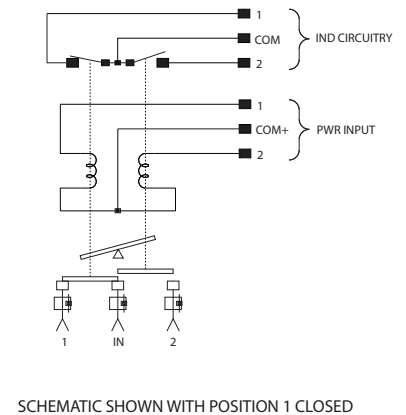 1
COM
IND CIRCUITRY
2
1
COM+
PWR INPUT
2
1
IN
2
SCHEMATIC SHOWN WITH POSITION 1 CLOSED